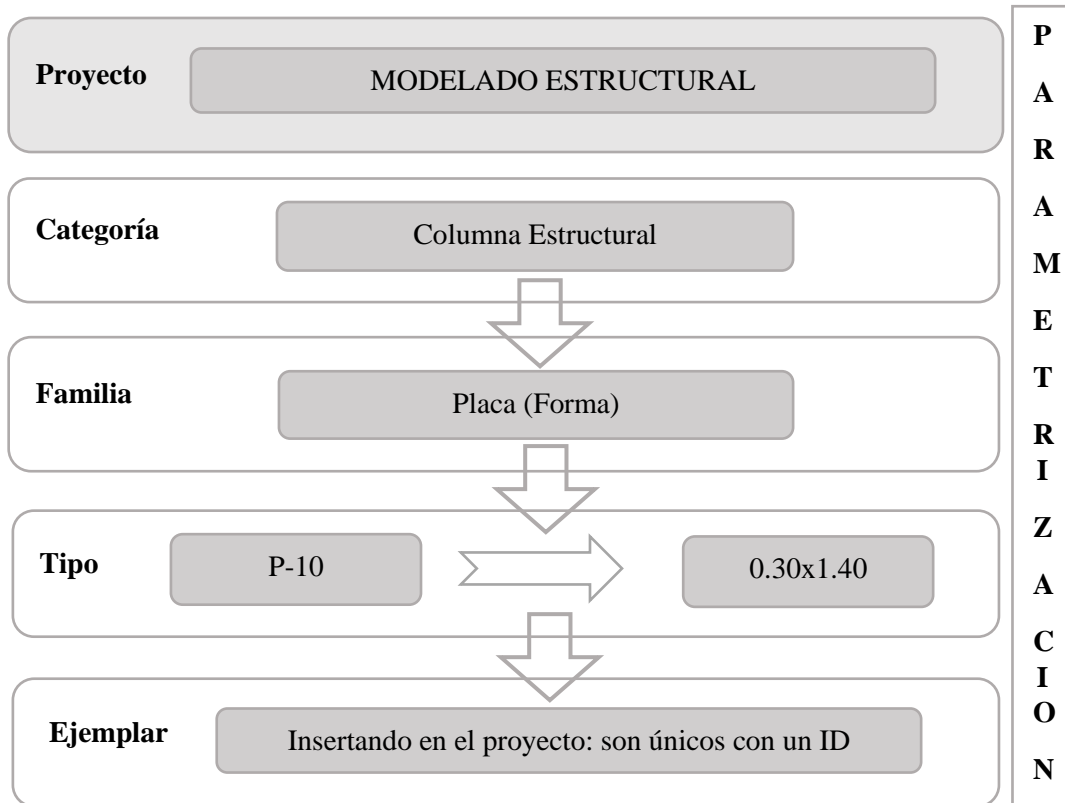 Proyecto
MODELADO ESTRUCTURAL
Categoría
Columna Estructural
Familia
Placa (Forma)
Tipo
P-10
0.30x1.40
Ejemplar
Insertando en el proyecto: son únicos con un ID
P
A
R
A
M
E
T
R
I
Z
A
C
I
O
N